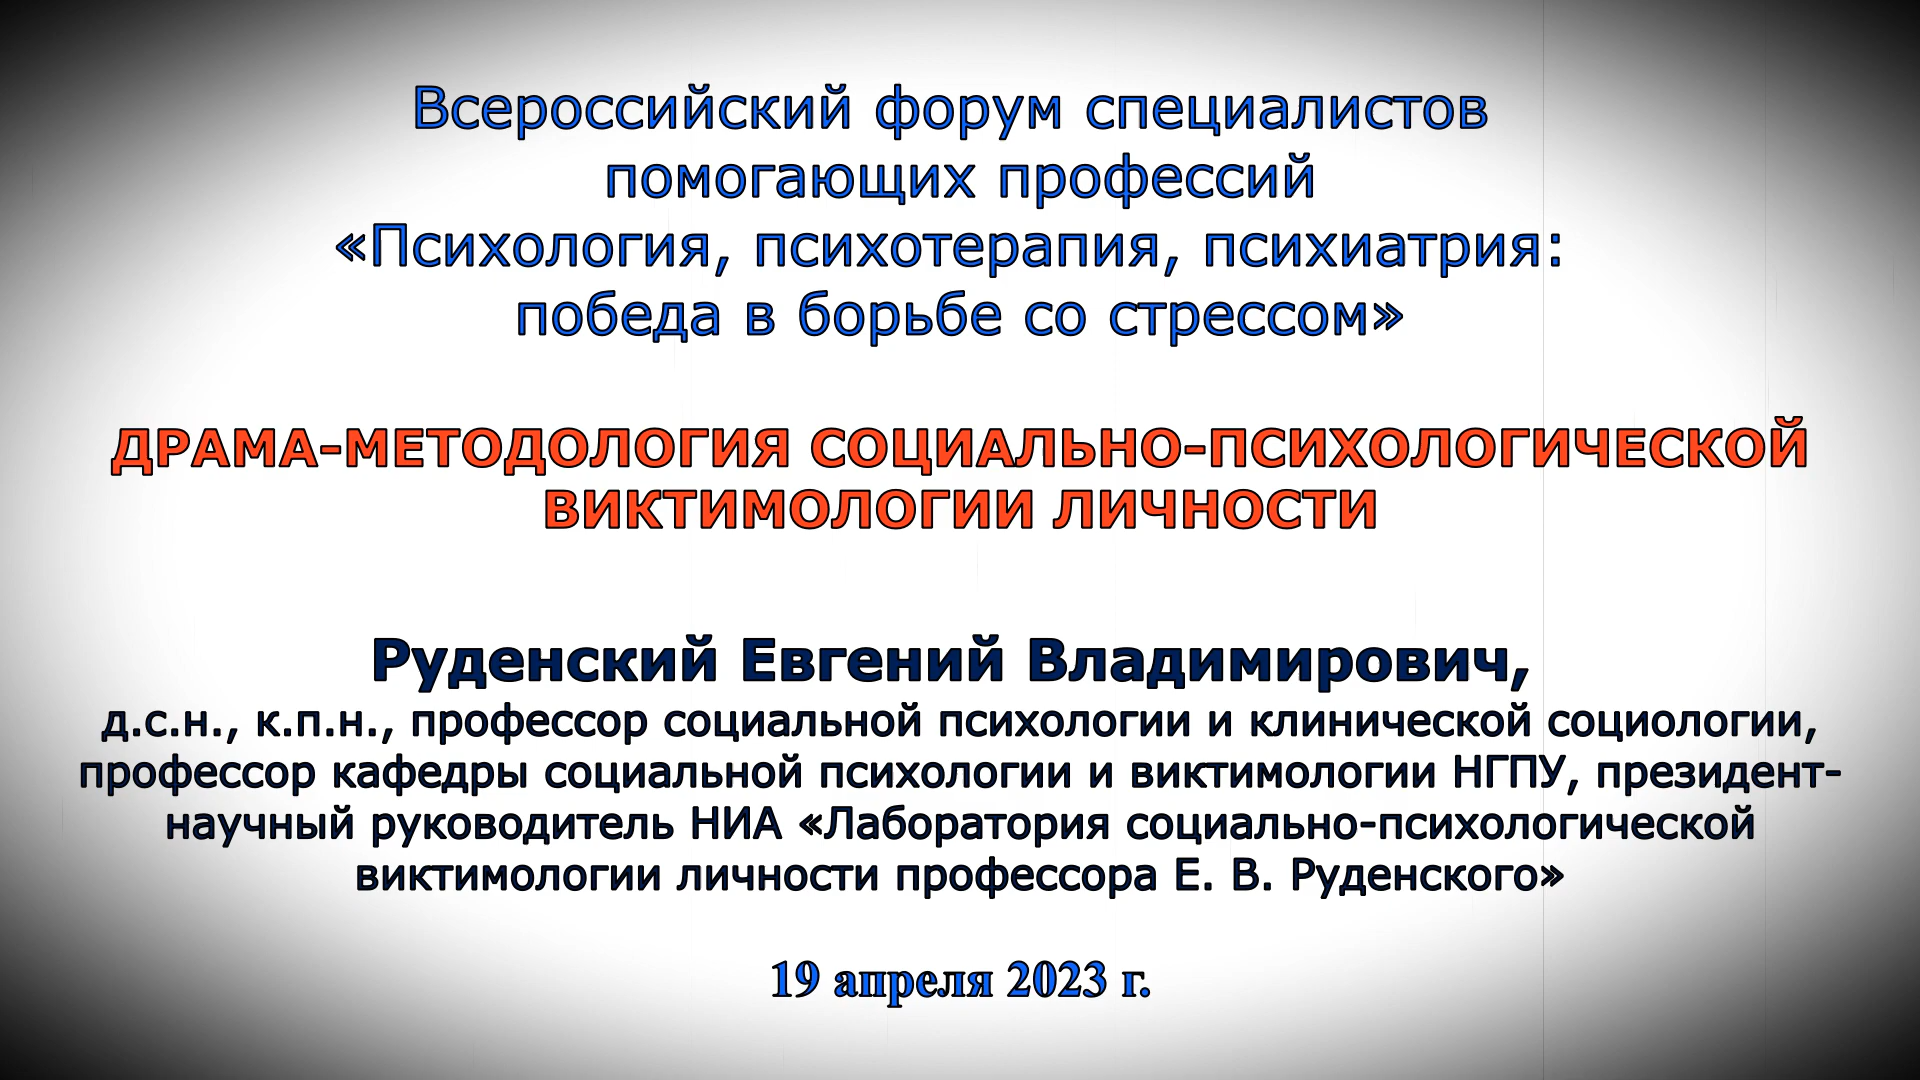 Всероссийский форум специалистов
помогающих профессий
«Психология, психотерапия, психиатрия:
победа в борьбе со стрессом»
ДРАМА-МЕТОДОЛОГИЯ СОЦИАЛЬНО-ПСИХОЛОГИЧЕСКОЙ
ВИКТИМОЛОГИИ ЛИЧНОСТИ
Руденский Евгений Владимирович,
д.с.н., к.п.н., профессор социальной психологии и клинической социологии,
профессор кафедры социальной психологии и виктимологии НГПУ, президент-
научный руководитель НИА «Лаборатория социально-психологической
виктимологии личности профессора Е. В. Руденского»
19 апреля 2023 г.